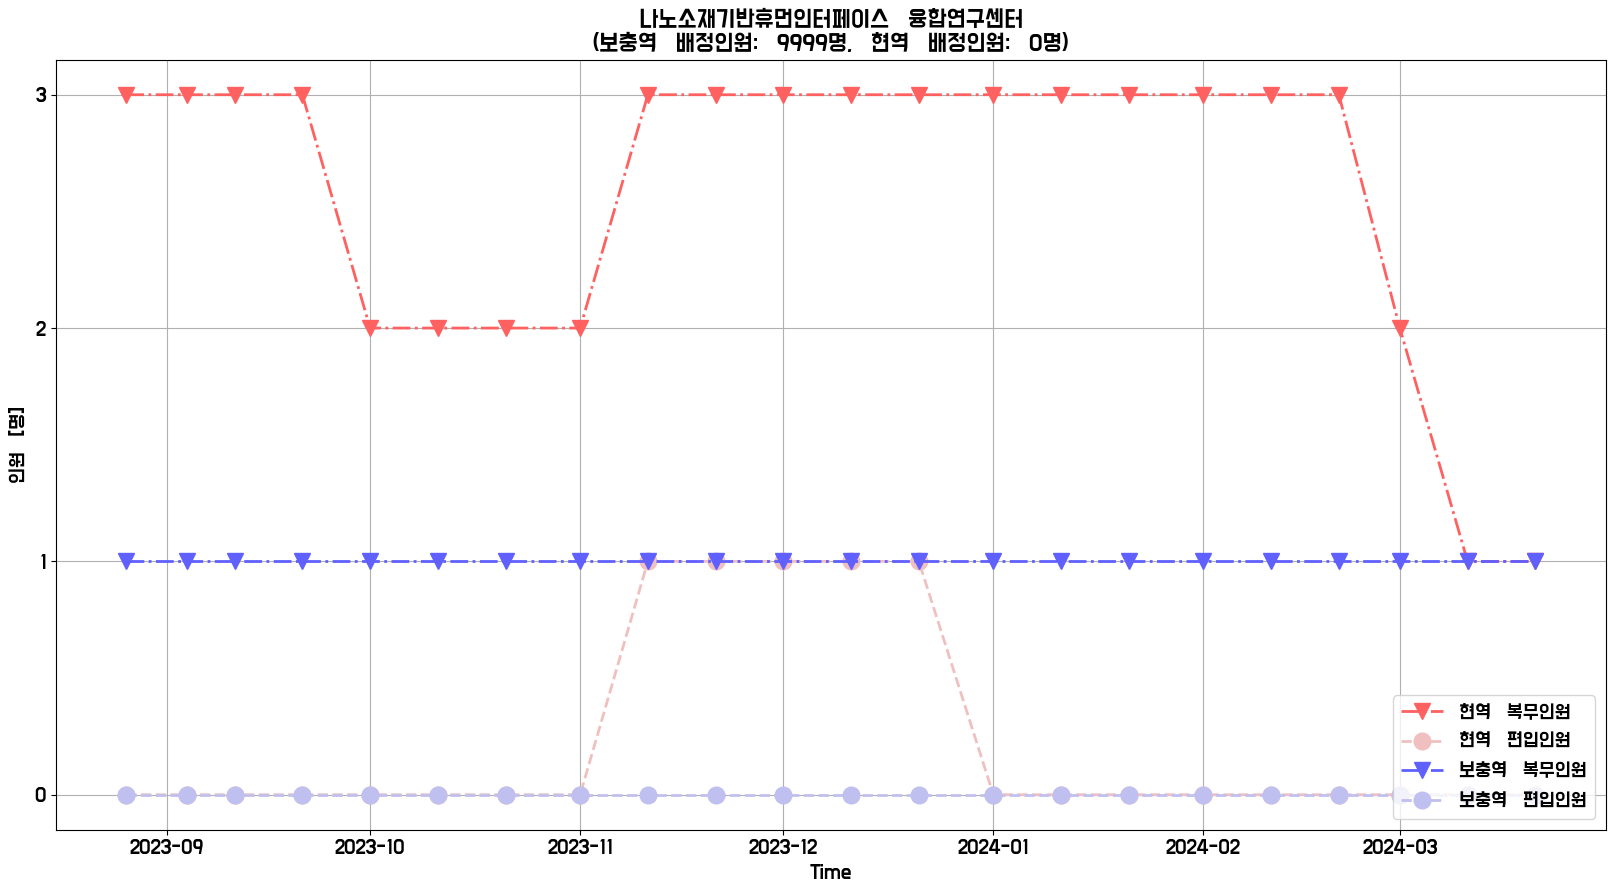 나노소재기반휴먼인터페이스 융합연구센터
(보충역 배정인원: 9999명, 현역 배정인원: 0명)
3
2
1
0
인원 [명]
2023-09
2023-10
2023-11
2023-12
2024-01
2024-02
2024-03
Time
현역 복무인원
현역 편입인원
보충역 복무인원
보충역 편입인원